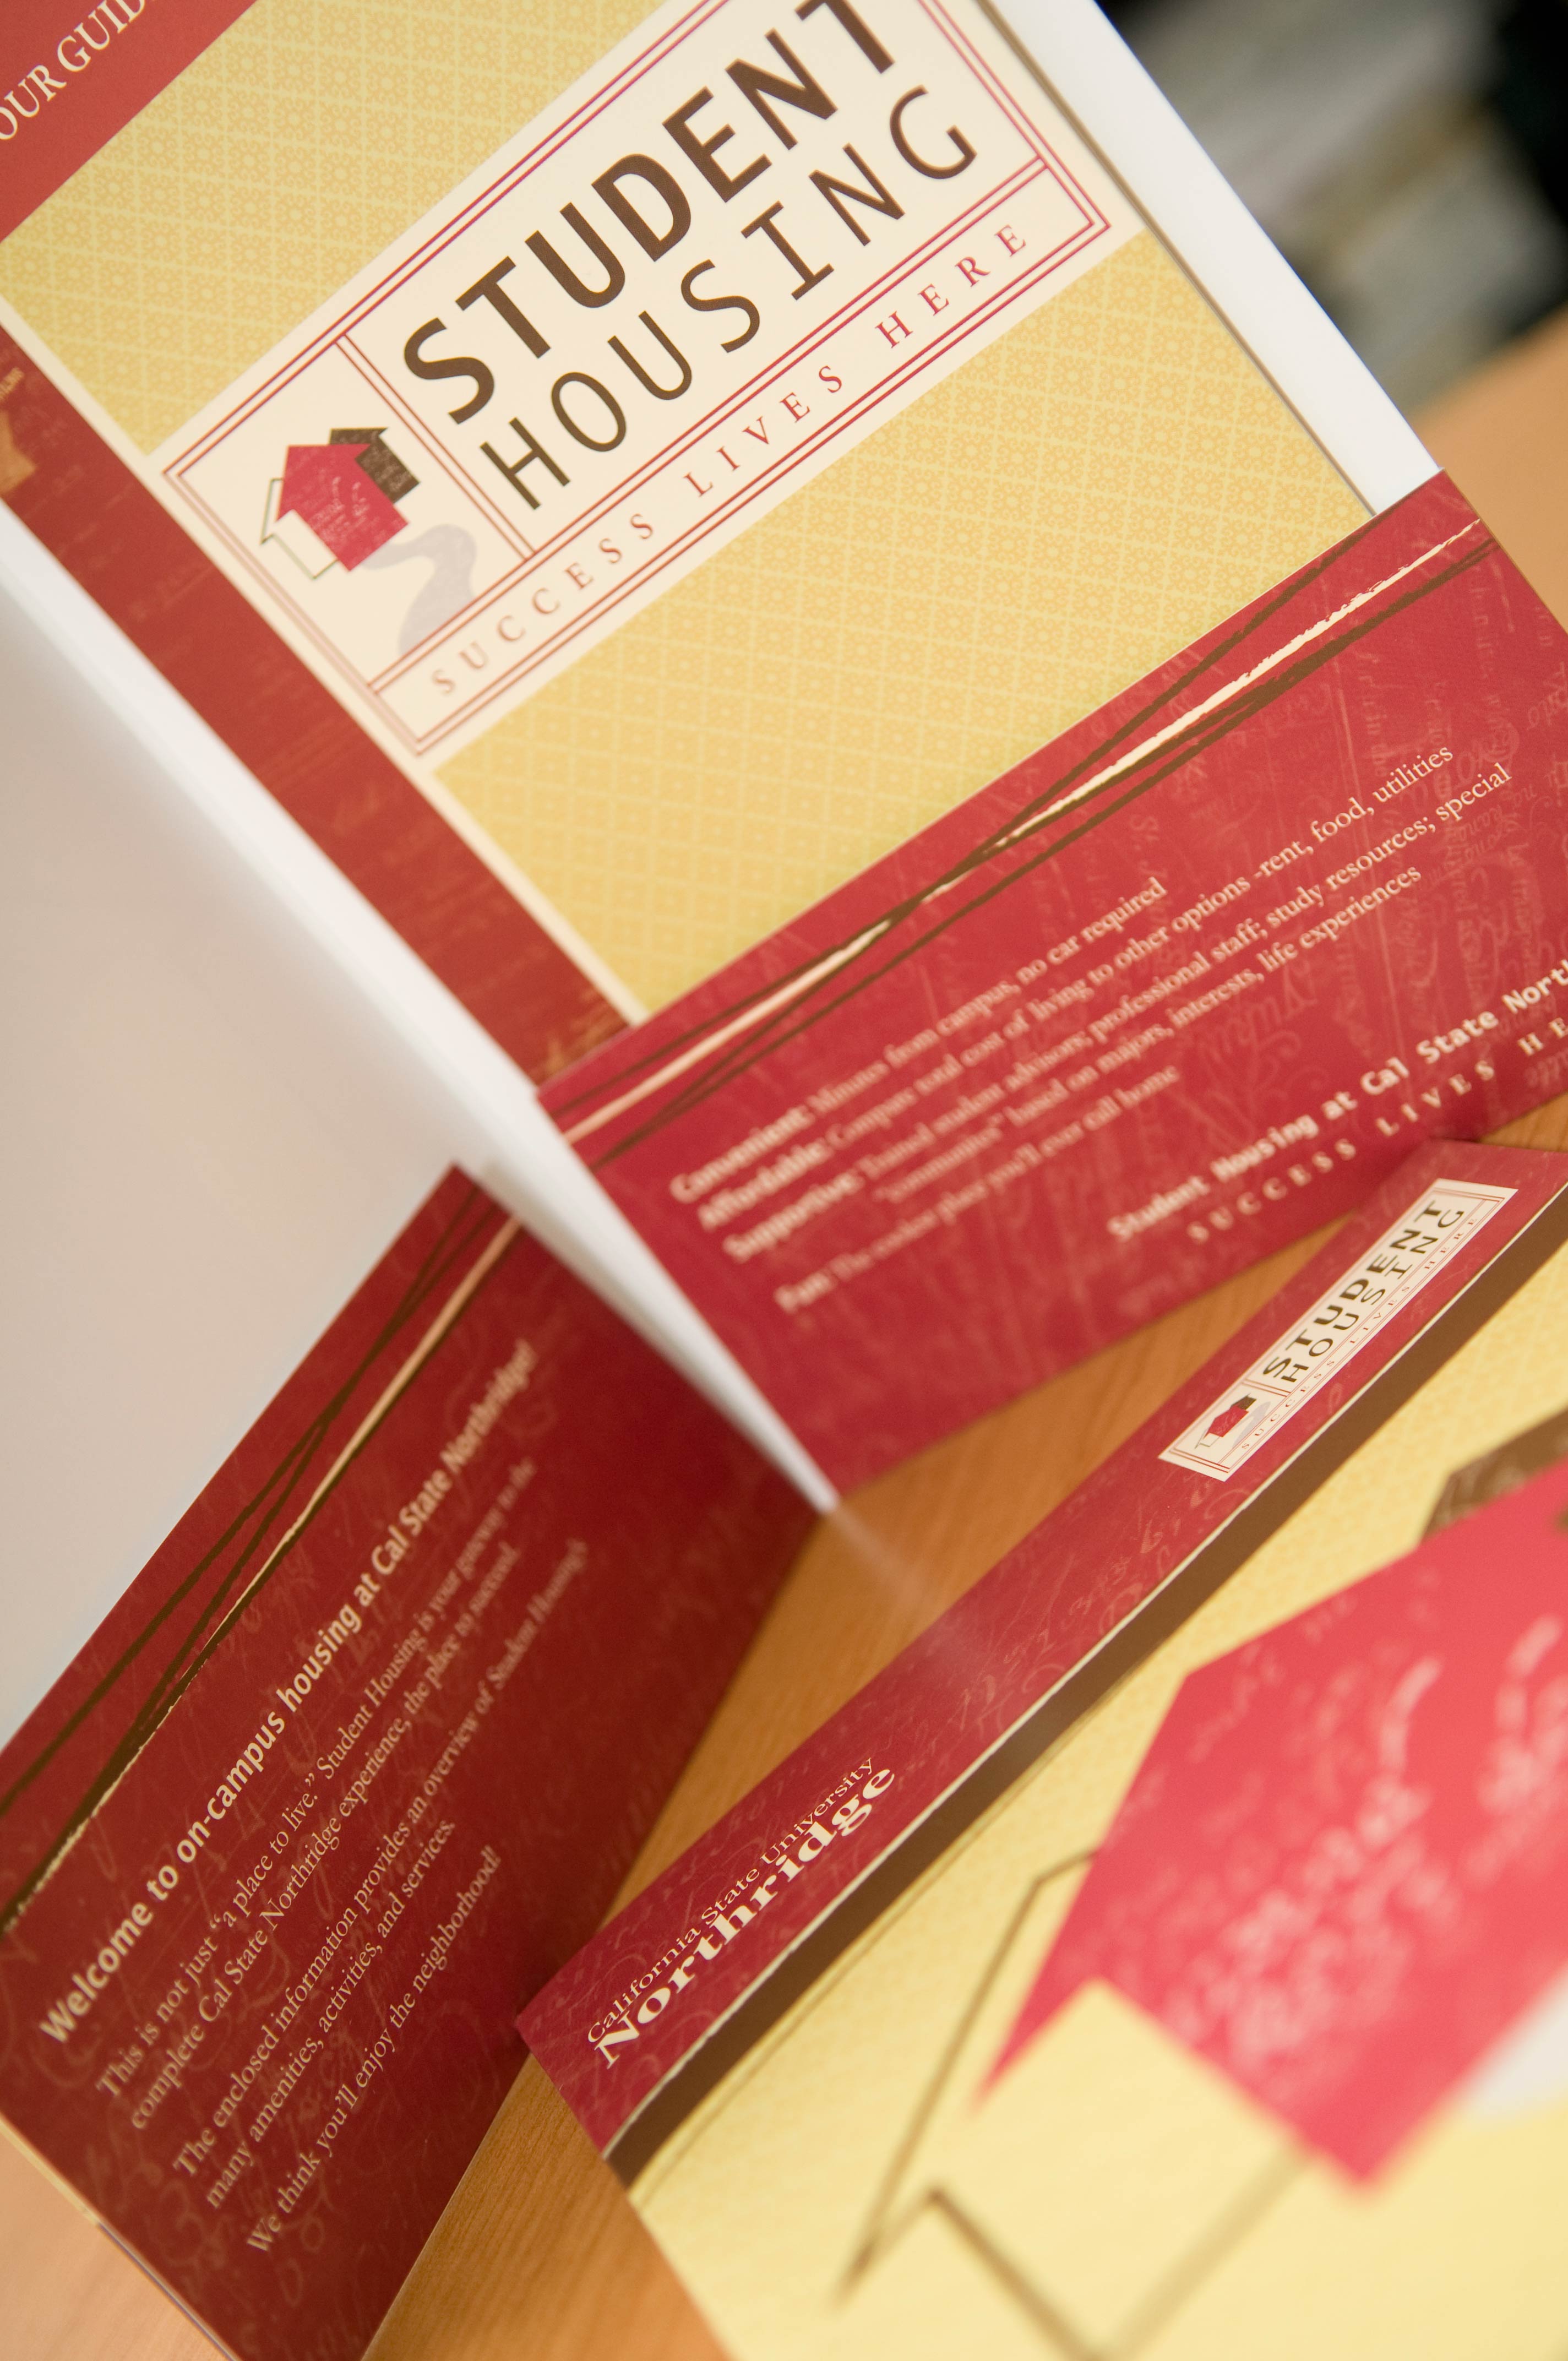 OUR GUID
STUDENT
HOUSING
SUCCESS LIVES HERE
Convenient: Minutes from campus, no car required
Affordable: Compare total cost of living to other options -rent, food, utilities
Supportive: Trained student advisors; professional staff; study resources; special
"communities" based on majors, interests, life experiences
Fun: The coolest place you'll ever call home
Student Housing at Cal State North
SUCCESS LIVES HE
Welcome to on-campus housing at Cal State Northridge!
This is not just "a place to live." Student Housing is your gateway to the
complete Cal State Northridge experience, the place to succeed.
The enclosed information provides an overview of Student Housing's
many amenities, activities, and services.
We think you'll enjoy the neighborhood!
STUDENT
HOUSING
SUCCESS LIVES HERE
California State University
Northridge